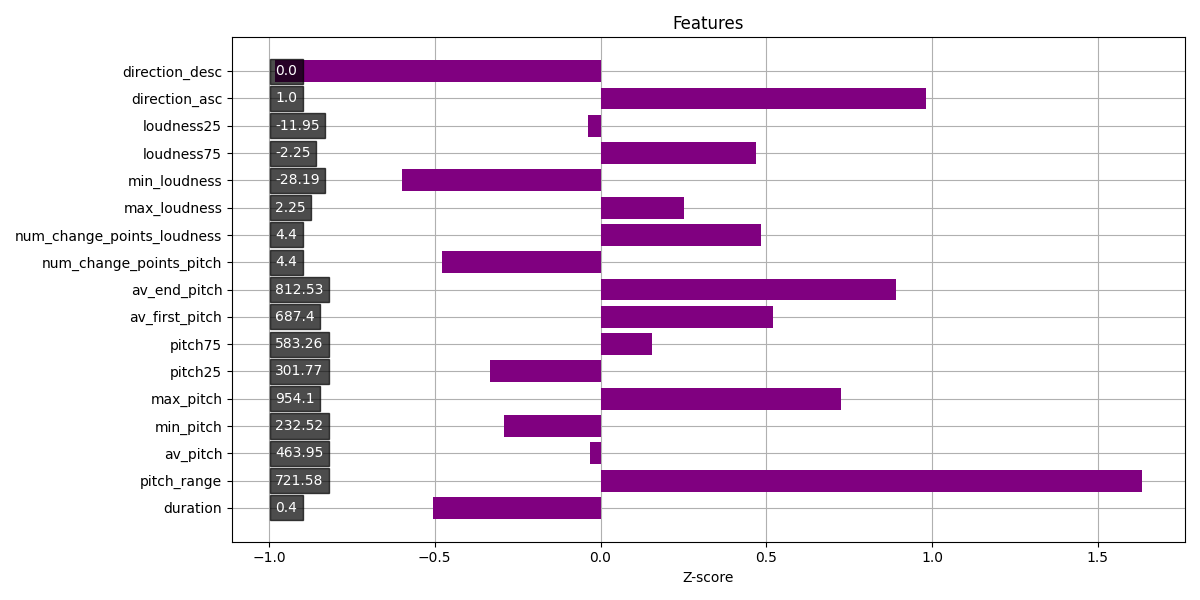 Features
direction_desc 0.0
direction_asc 1.0
loudness25 -11.95
loudness75 -2.25
min_loudness -28.19
max_loudness 2.25
num_change_points_loudness 4.4
num_change_points_pitch 4.4
av_end_pitch 812.53
av_first_pitch 687.4
pitch75 583.26
pitch25 301.77
max_pitch 954.1
min_pitch 232.52
av_pitch 463.95
pitch_range 721.58
duration 0.4
−1.0 −0.5 0.0 0.5 1.0 1.5
Z-score